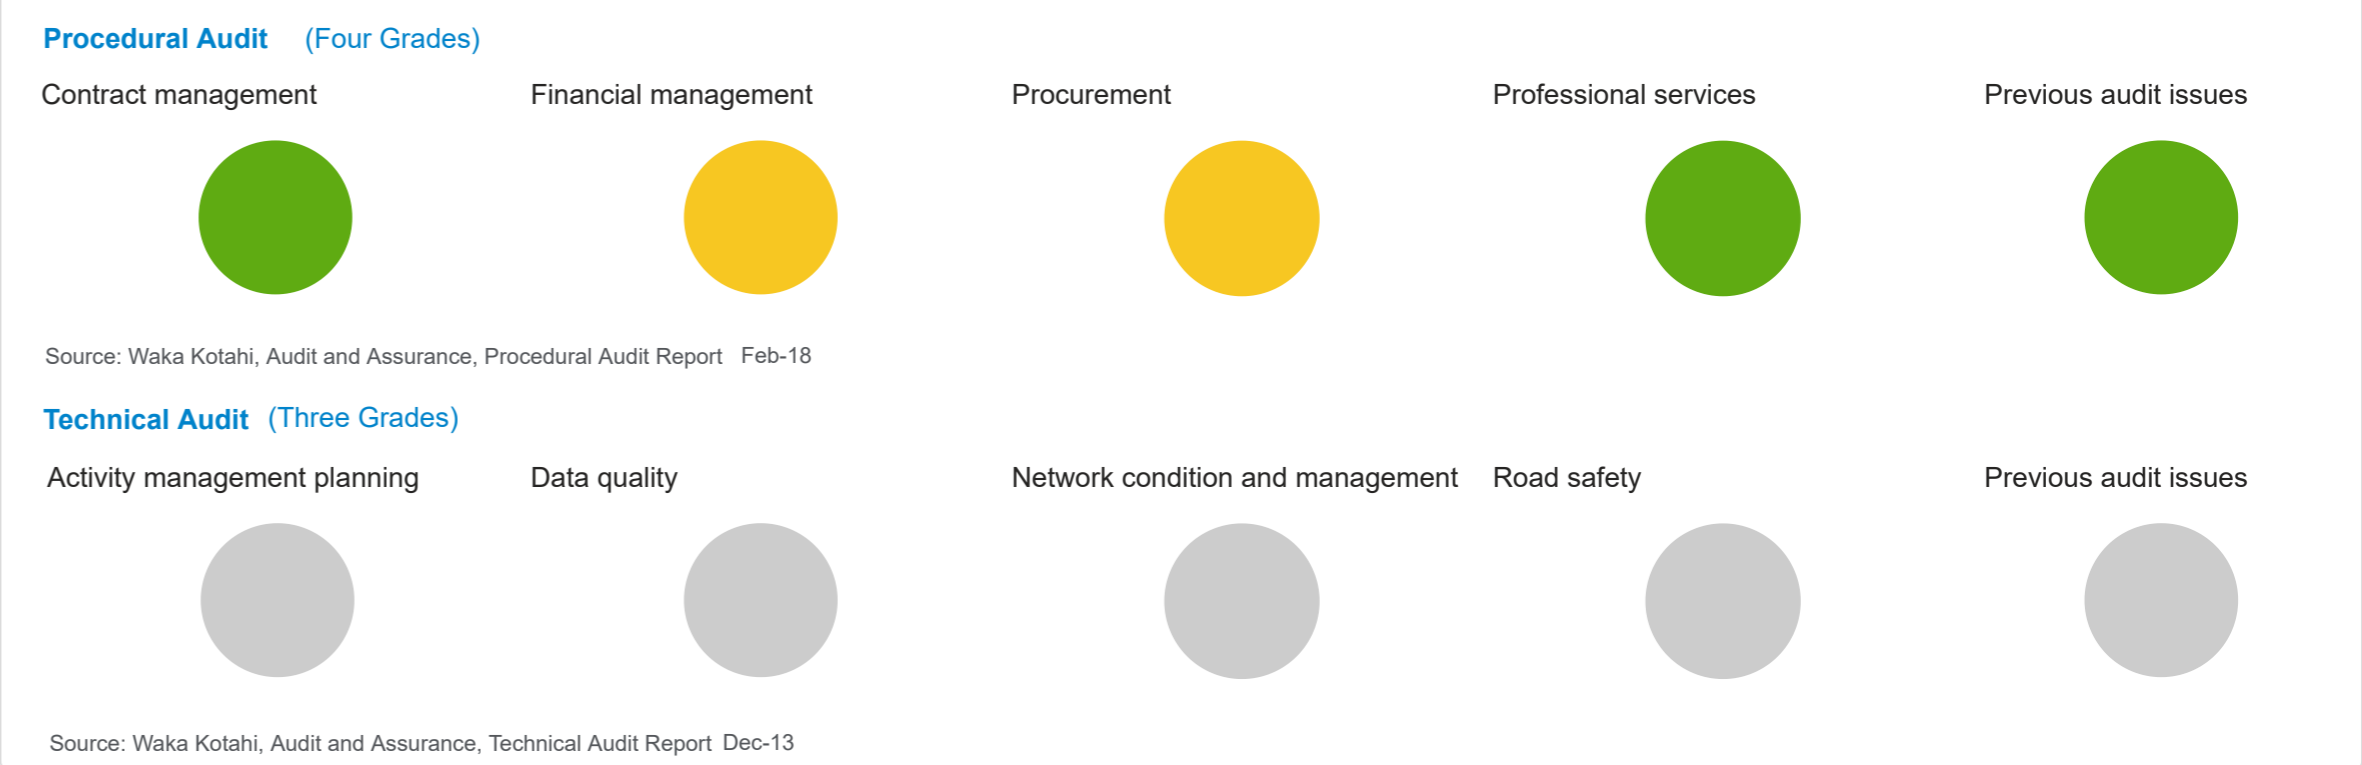 Procedural Audit (Four Grades)
Contract management
Financial management
Procurement
Professional services
Previous audit issues
Source: Waka Kotahi, Audit and Assurance, Procedural Audit Report Feb-18
Technical Audit (Three Grades)
Activity management planning
Data quality
Network condition and management
Road safety
Previous audit issues
Source: Waka Kotahi, Audit and Assurance, Technical Audit Report Dec-13